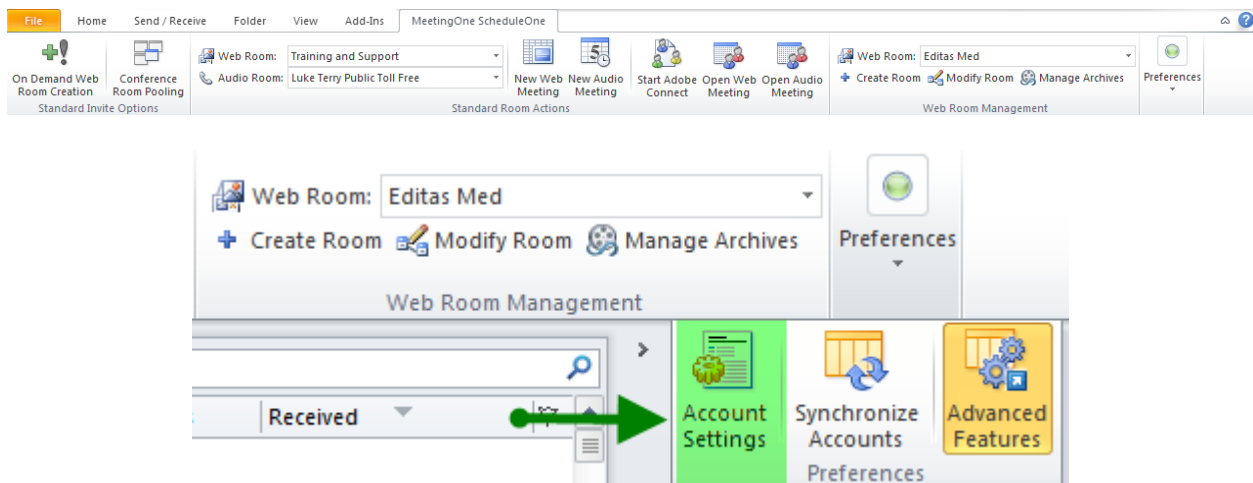 File Home Send / Receive Folder View Add-Ins MeetingOne ScheduleOne
On Demand Web
Room Creation
Conference
Room Pooling
Standard Invite Options
Web Room: Training and Support
Audio Room: Luke Terry Public Toll Free
New Web
Meeting
New Audio
Meeting
Start Adobe
Connect
Open Web
Meeting
Open Audio
Meeting
Standard Room Actions
Web Room: Editas Med
Create Room Modify Room Manage Archives
Web Room Management
Preferences
Web Room: Editas Med
Create Room Modify Room Manage Archives
Web Room Management
Preferences
Received
Account
Settings
Synchronize
Accounts
Advanced
Features
Preferences